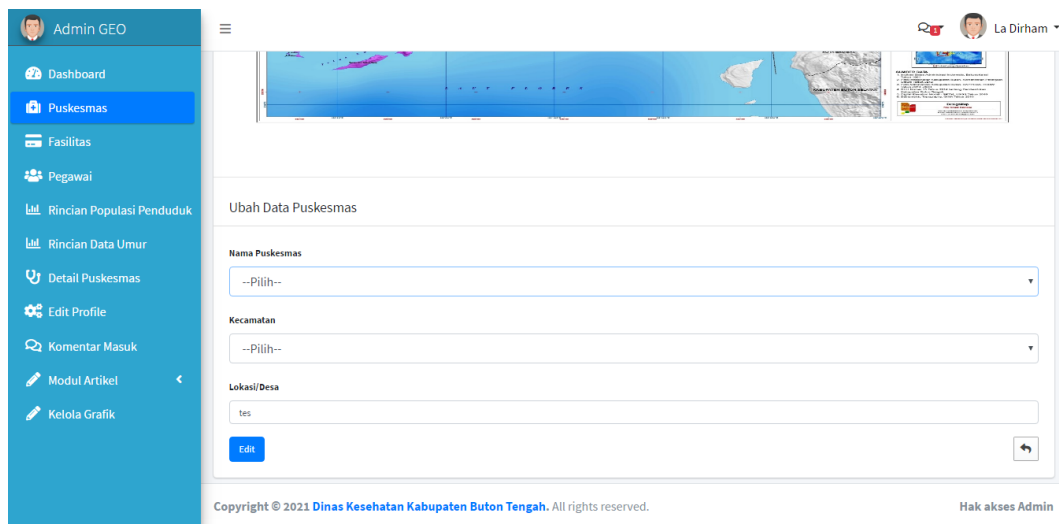 Admin GEO
1
La Dirham
Dashboard
Puskesmas
Fasilitas
Pegawai
Rincian Populasi Penduduk
Rincian Data Umur
Detail Puskesmas
Edit Profile
Komentar Masuk
Modul Artikel
Kelola Grafik
Ubah Data Puskesmas
Nama Puskesmas
--Pilih--
Kecamatan
--Pilih--
Lokasi/Desa
tes
Edit
Copyright © 2021 Dinas Kesehatan Kabupaten Buton Tengah. All rights reserved.
Hak akses Admin